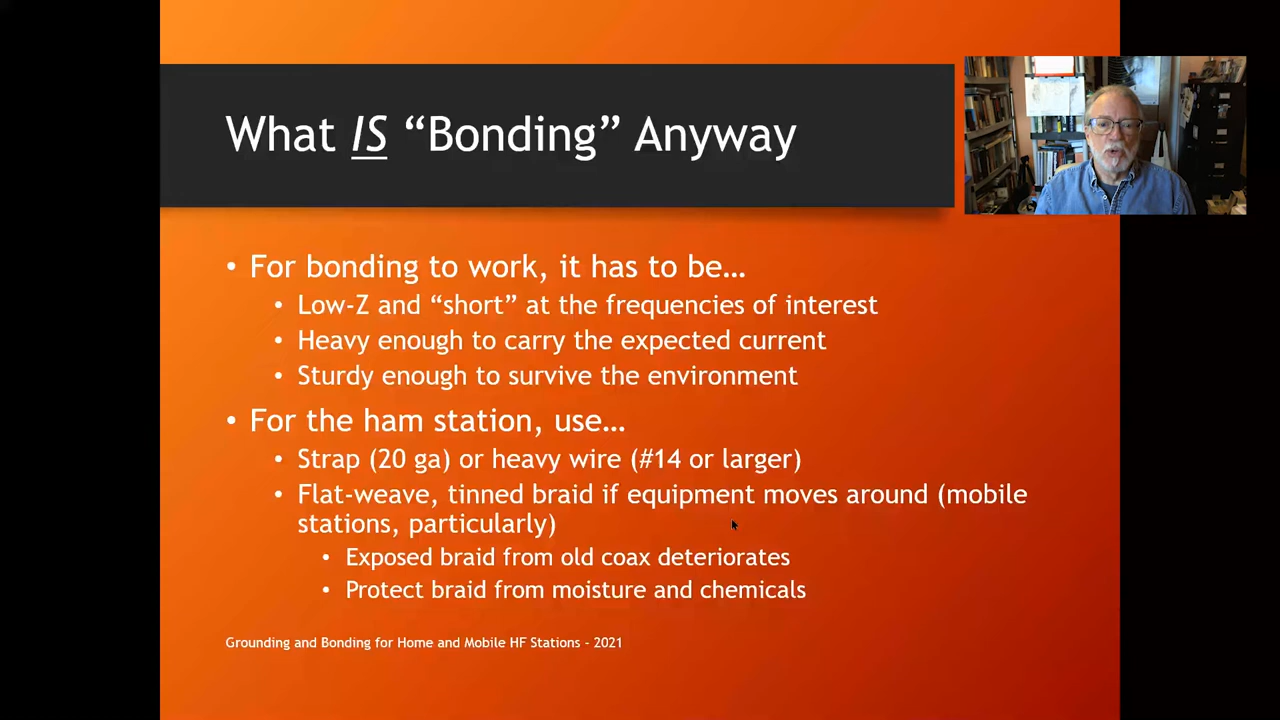 What IS “Bonding” Anyway
• For bonding to work, it has to be…
• Low-Z and “short” at the frequencies of interest
• Heavy enough to carry the expected current
• Sturdy enough to survive the environment
• For the ham station, use…
• Strap (20 ga) or heavy wire (#14 or larger)
• Flat-weave, tinned braid if equipment moves around (mobile
stations, particularly)
• Exposed braid from old coax deteriorates
• Protect braid from moisture and chemicals
Grounding and Bonding for Home and Mobile HF Stations - 2021